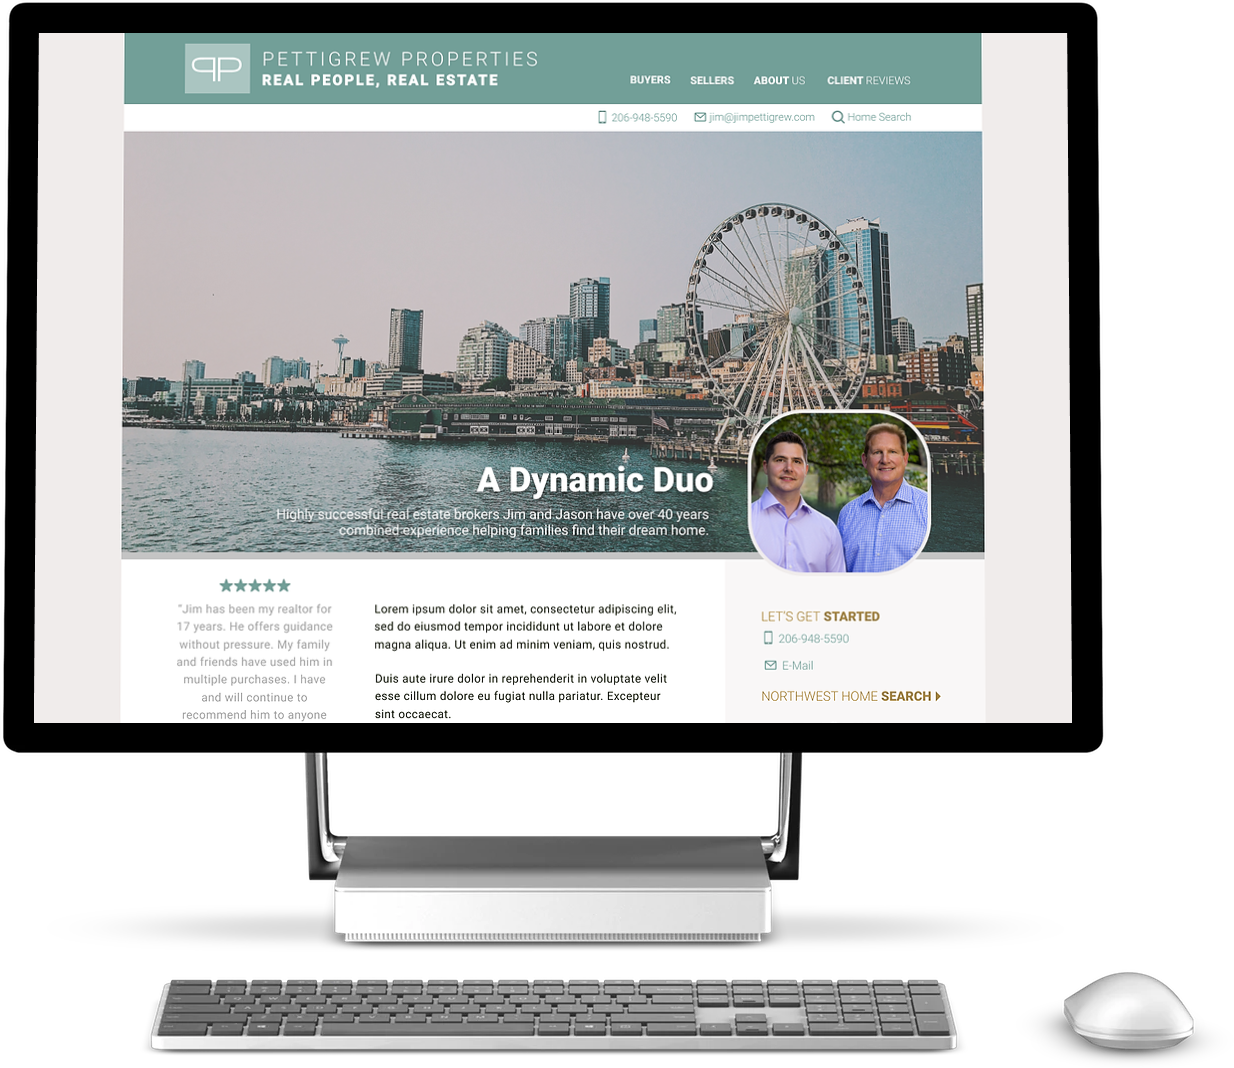 PETTIGREW PROPERTIES
REAL PEOPLE, REAL ESTATE
BUYERS SELLERS ABOUT US CLIENT REVIEWS
206-948-5590 jim@jimpettigrew.com Home Search
A Dynamic Duo
Highly successful real estate brokers Jim and Jason have over 40 years
combined experience helping families find their dream home.
"Jim has been my realtor for
17 years. He offers guidance
without pressure. My family
and friends have used him in
multiple purchases. I have
and will continue to
recommend him to anyone
Lorem ipsum dolor sit amet, consectetur adipiscing elit,
sed do eiusmod tempor incididunt ut labore et dolore
magna aliqua. Ut enim ad minim veniam, quis nostrud.
Duis aute irure dolor in reprehenderit in voluptate velit
esse cillum dolore eu fugiat nulla pariatur. Excepteur
sint occaecat.
LET'S GET STARTED
206-948-5590
E-Mail
NORTHWEST HOME SEARCH